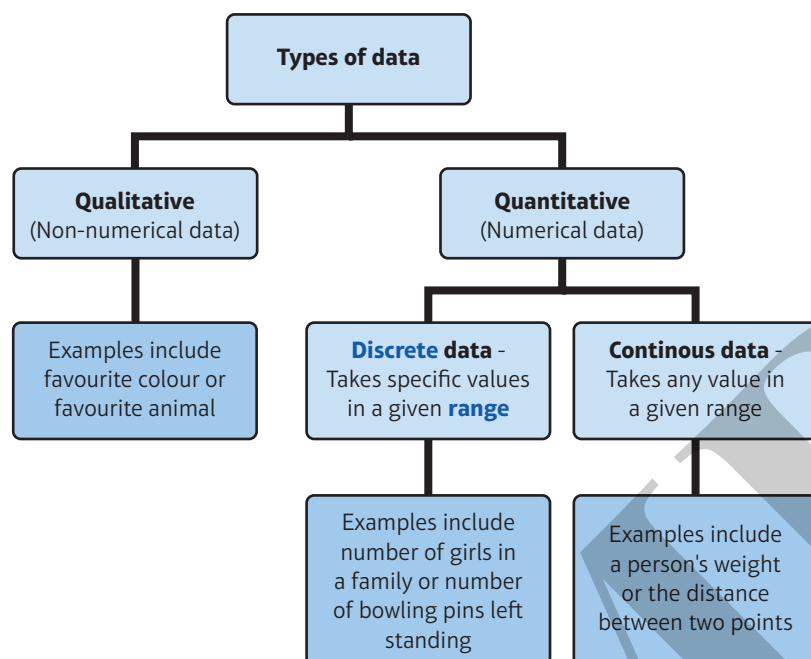 Types of data
Qualitative
(Non-numerical data)
Quantitative
(Numerical data)
Examples include
favourite colour or
favourite animal
Discrete data -
Takes specific values
in a given range
Continous data -
Takes any value in
a given range
Examples include
number of girls in
a family or number
of bowling pins left
standing
Examples include
a person's weight
or the distance
between two points